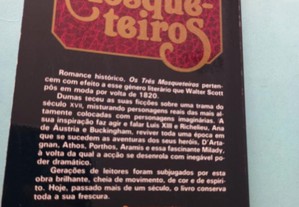 Mosque-
teiros
Romance histórico, Os Três Mosqueteiros perten-
cem com efeito a esse género literário que Walter Scott
pôs em moda por volta de 1820.
Dumas teceu as suas ficções sobre uma trama do
século XVII, misturando personagens reais das mais al-
tamente colocadas com personagens imaginárias. A
sua inspiração faz agir e falar Luís XIII e Richelieu, Ana
de Áustria e Buckingham, reviver toda uma época em
que se sucedem as aventuras dos seus heróis, D'Arta-
gnan, Athos, Porthos, Aramis e essa fascinante Milady,
à volta da qual a acção se desenrola com inegável po-
der dramático.
Gerações de leitores foram subjugados por esta
obra brilhante, cheia de movimento, de cor e de espíri-
to. Hoje, passado mais de um século, o livro conserva
toda a sua frescura.